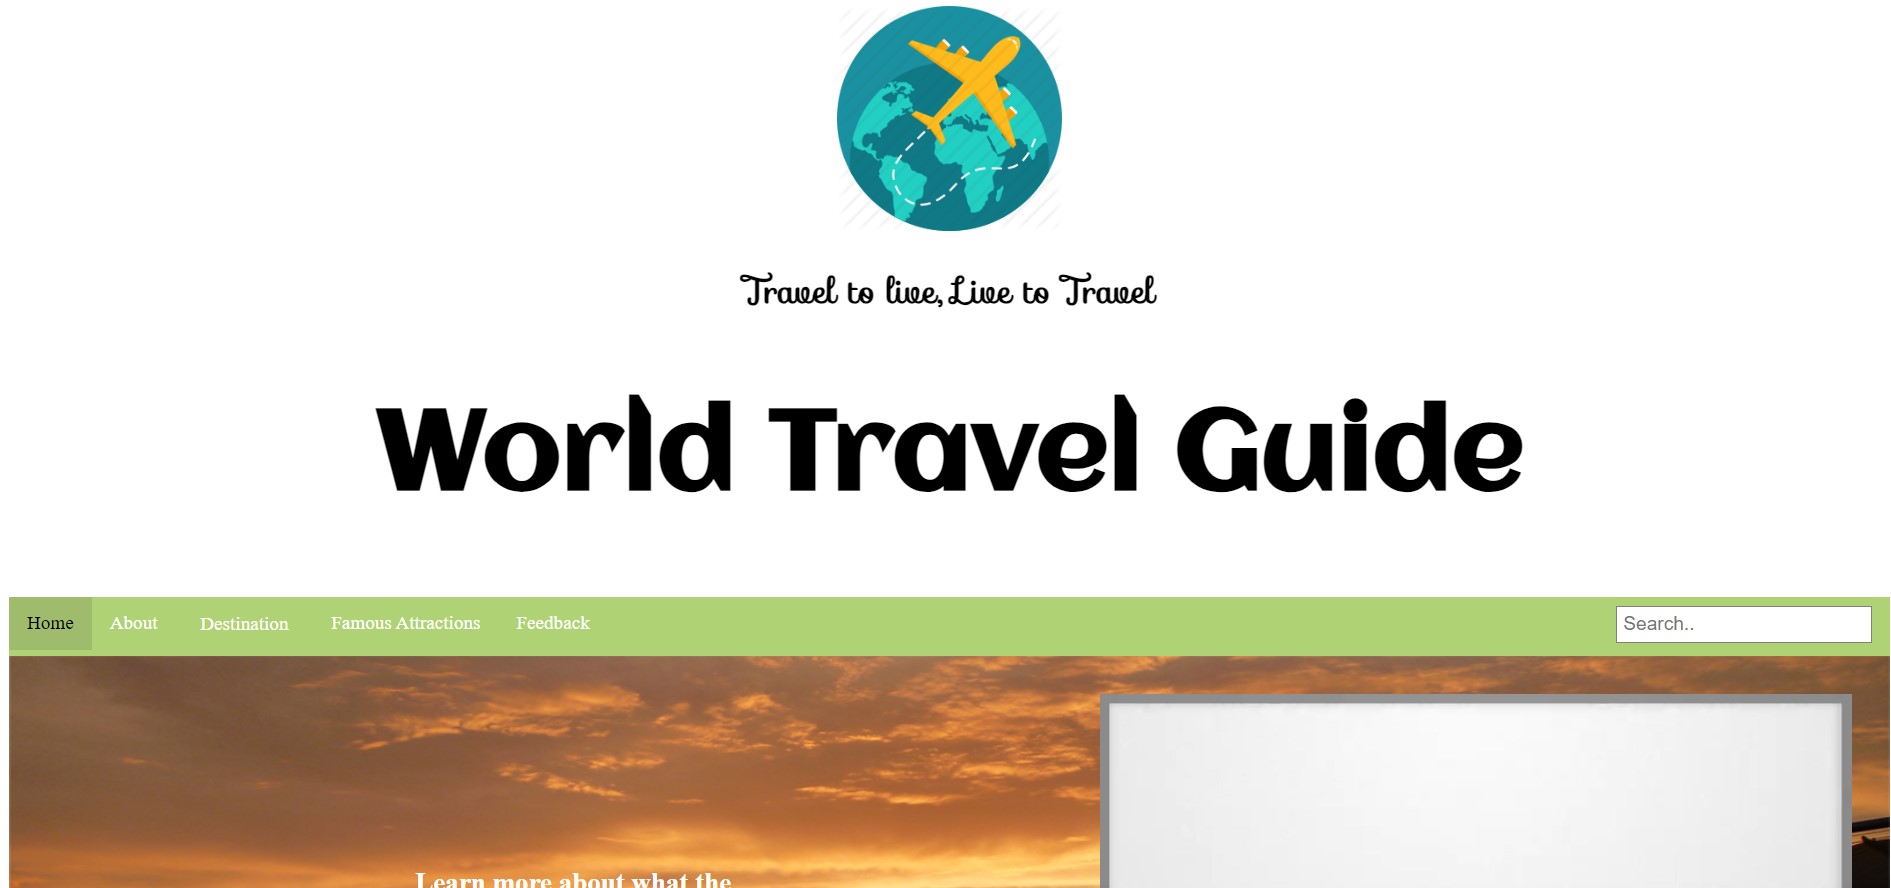 Travel to live, Live to Travel
World Travel Guide
Home About Destination Famous Attractions Feedback Search..
Learn more about what the